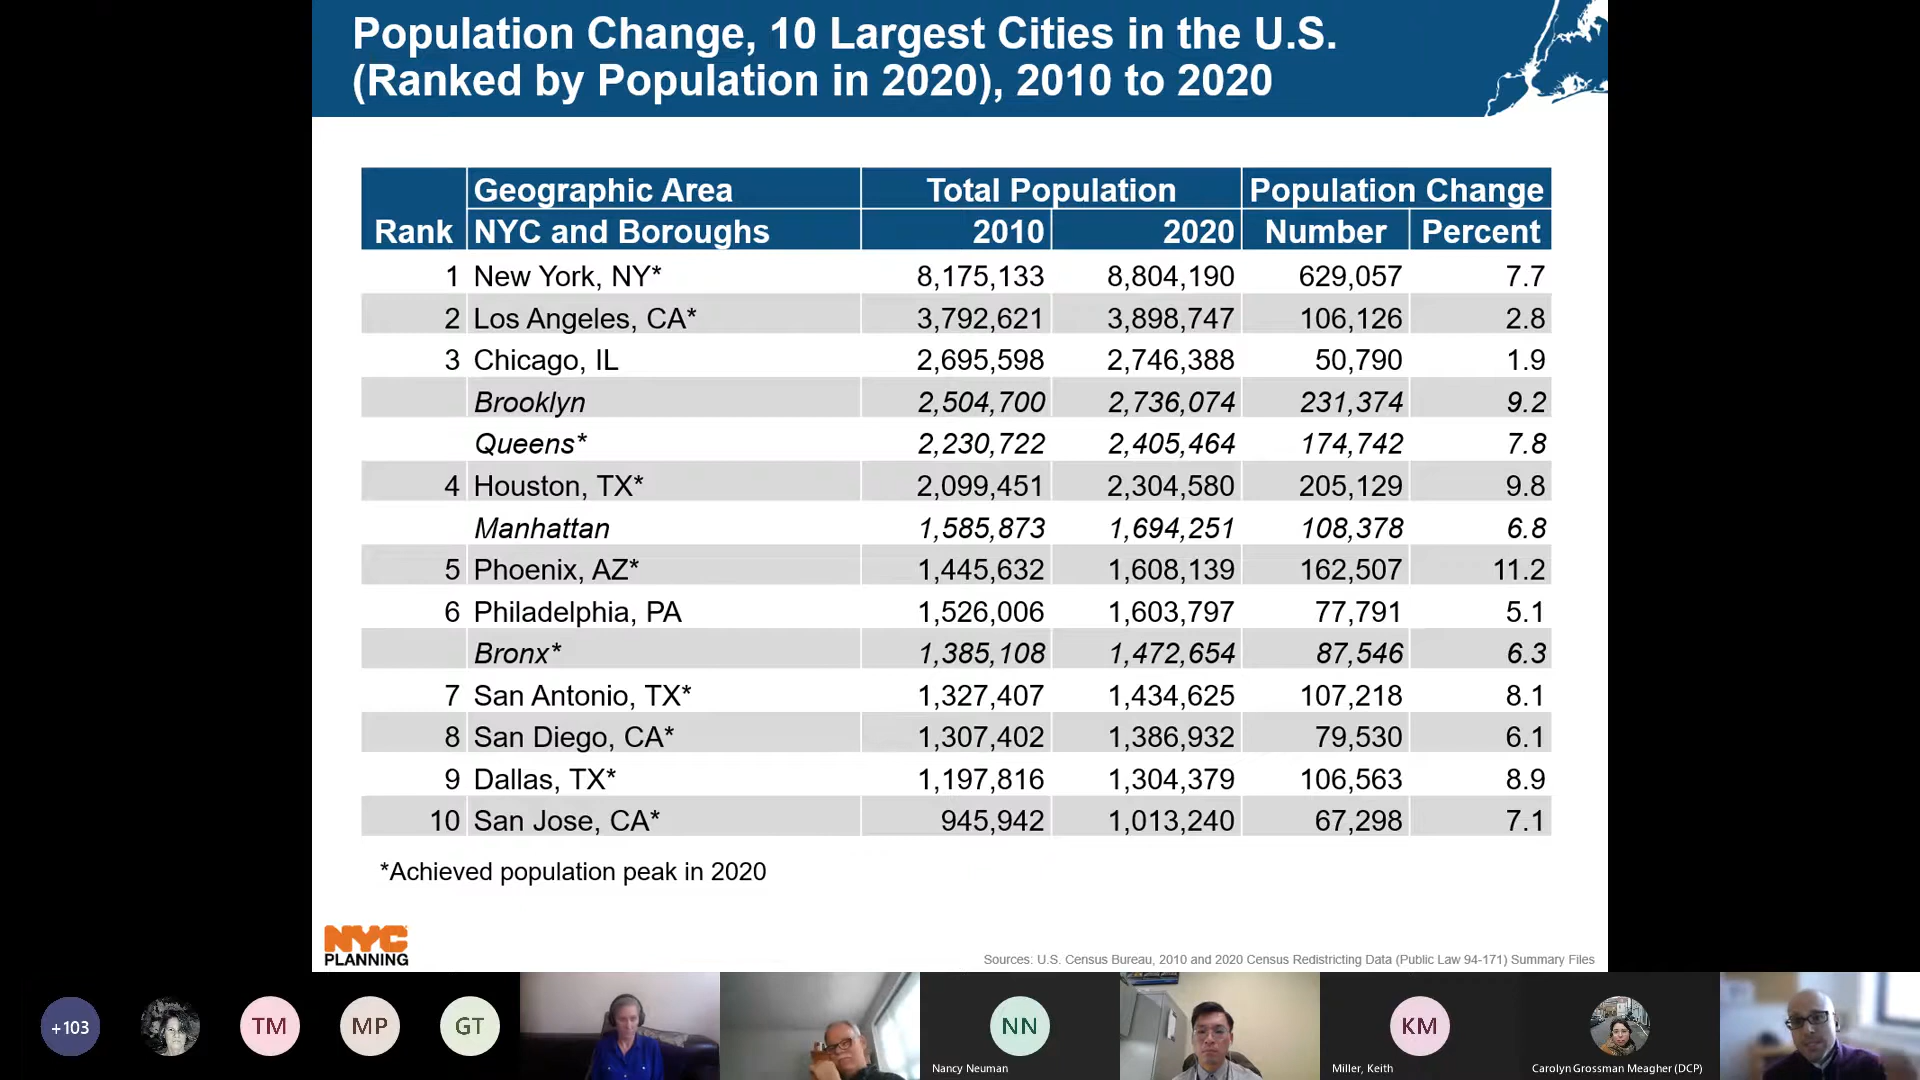 Population Change, 10 Largest Cities in the U.S.
(Ranked by Population in 2020), 2010 to 2020
Geographic Area Total Population Population Change
Rank NYC and Boroughs 2010 2020 Number Percent
1 New York, NY* 8,175,133 8,804,190 629,057 7.7
2 Los Angeles, CA* 3,792,621 3,898,747 106,126 2.8
3 Chicago, IL 2,695,598 2,746,388 50,790 1.9
Brooklyn 2,504,700 2,736,074 231,374 9.2
Queens* 2,230,722 2,405,464 174,742 7.8
4 Houston, TX* 2,099,451 2,304,580 205,129 9.8
Manhattan 1,585,873 1,694,251 108,378 6.8
5 Phoenix, AZ* 1,445,632 1,608,139 162,507 11.2
6 Philadelphia, PA 1,526,006 1,603,797 77,791 5.1
Bronx* 1,385,108 1,472,654 87,546 6.3
7 San Antonio, TX* 1,327,407 1,434,625 107,218 8.1
8 San Diego, CA* 1,307,402 1,386,932 79,530 6.1
9 Dallas, TX* 1,197,816 1,304,379 106,563 8.9
10 San Jose, CA* 945,942 1,013,240 67,298 7.1
*Achieved population peak in 2020
NYC
PLANNING
Sources: U.S. Census Bureau, 2010 and 2020 Census Redistricting Data (Public Law 94-171) Summary Files
+103 TM MP GT NN KM
Nancy Neuman Miller, Keith Carolyn Grossman Meagher (DCP)